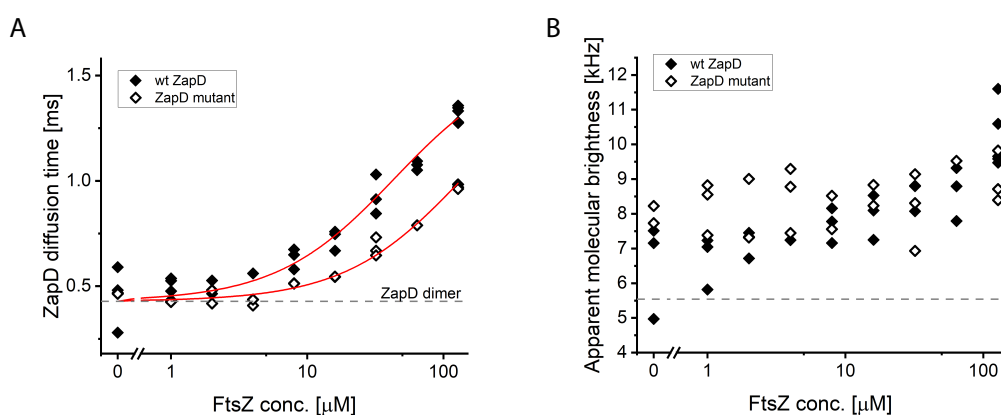 A
ZapD diffusion time [ms]
1.5
1.0
0.5
wt ZapD
ZapD mutant
ZapD dimer
0
1
10
100
FtsZ conc. [μM]
B
Apparent molecular brightness [kHz]
12
11
10
9
8
7
6
5
4
wt ZapD
ZapD mutant
0
1
10
100
FtsZ conc. [μM]